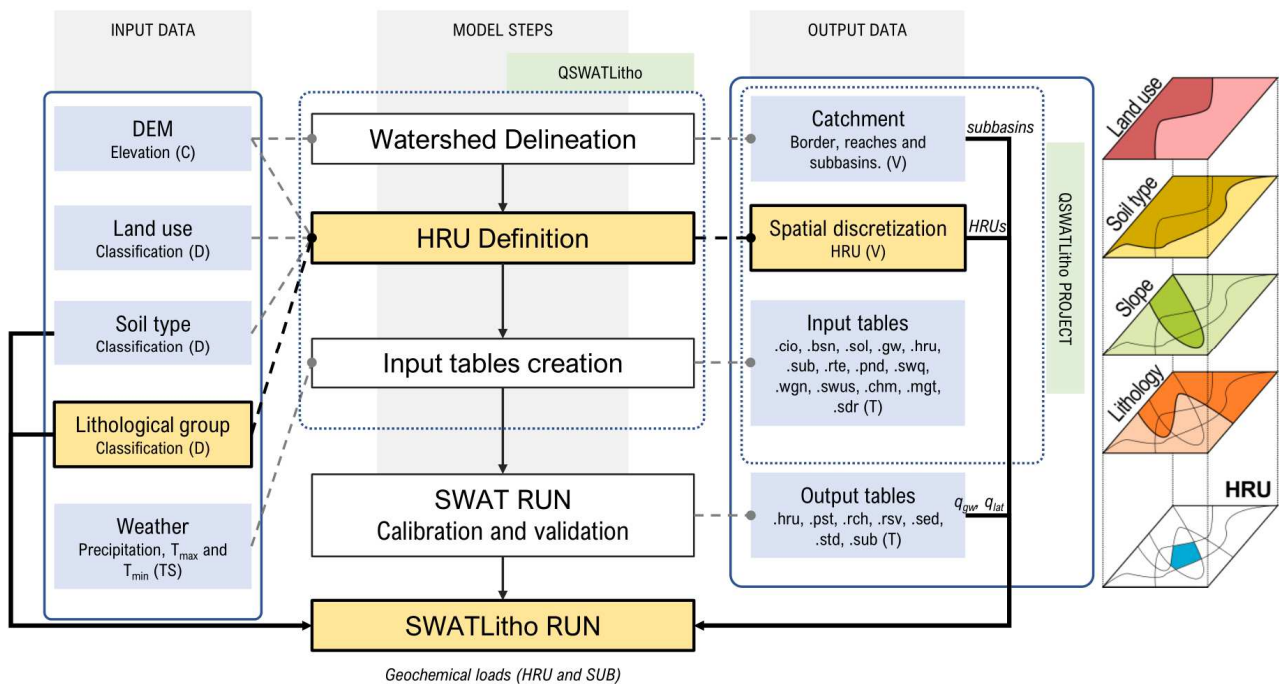 INPUT DATA
MODEL STEPS
OUTPUT DATA
QSWATLitho
DEM
Elevation (C)
Land use
Classification (D)
Soil type
Classification (D)
Lithological group
Classification (D)
Weather
Precipitation, Tmax and
Tmin (TS)
Watershed Delineation
HRU Definition
Input tables creation
SWAT RUN
Calibration and validation
SWATLitho RUN
Geochemical loads (HRU and SUB)
Catchment
Border, reaches and
subbasins. (V)
subbasins
Spatial discretization
HRU (V)
HRUs
Input tables
.cio, .bsn, .sol, .gw, .hru,
.sub, .rte, .pnd, .swq,
.wgn, .swus, .chm, .mgt,
.sdr (T)
Output tables
.hru, .pst, .rch, .rsv, .sed,
.std, .sub (T)
qgw, qlat
QSWATLitho PROJECT
Land use
Soil type
Slope
Lithology
HRU